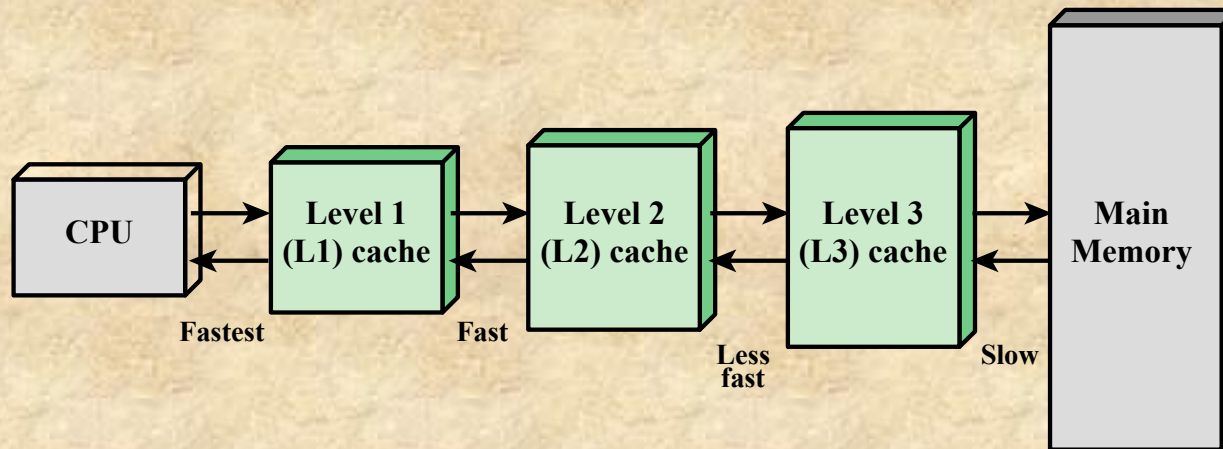 CPU
Level 1
(L1) cache
Level 2
(L2) cache
Level 3
(L3) cache
Main
Memory
Fastest
Fast
Less
fast
Slow